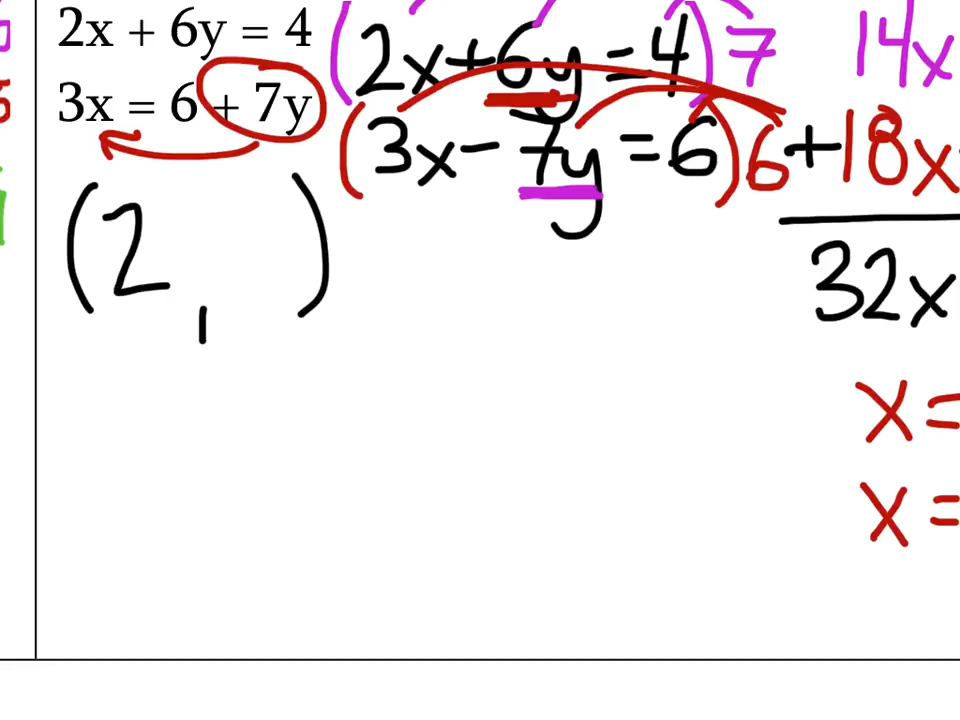 2x + 6y = 4
3x = 6 + 7y
(2x+6y=4)7 14x
(3x-7y=6)6 +18x
32x
(2, )
x=
x=